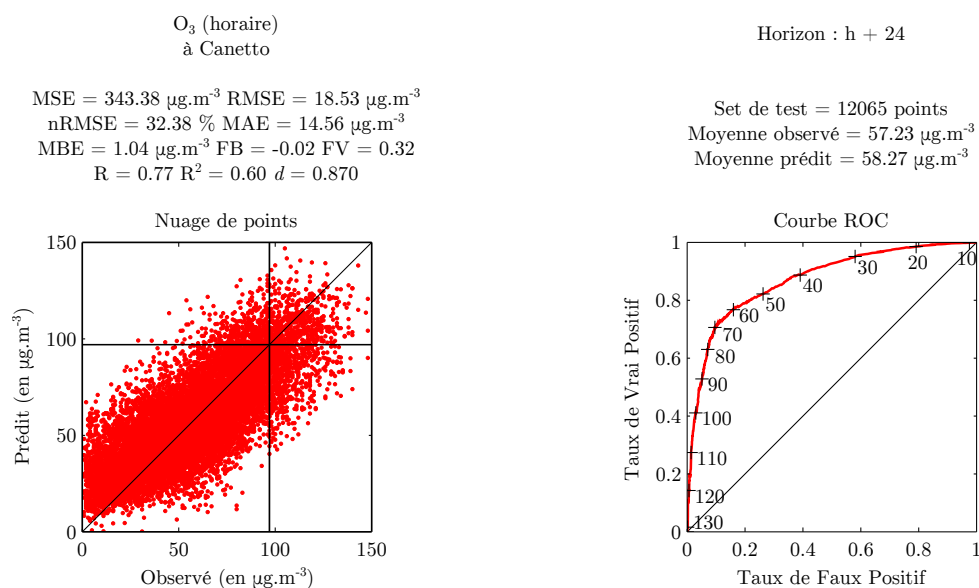 O₃ (horaire)
à Canetto
MSE = 343.38 µg.m⁻³ RMSE = 18.53 µg.m⁻³
nRMSE = 32.38 % MAE = 14.56 µg.m⁻³
MBE = 1.04 µg.m⁻³ FB = -0.02 FV = 0.32
R = 0.77 R² = 0.60 d = 0.870
Horizon : h + 24
Set de test = 12065 points
Moyenne observé = 57.23 µg.m⁻³
Moyenne prédit = 58.27 µg.m⁻³
Nuage de points
150
100
50
0
0 50 100 150
Prédit (en µg.m⁻³)
Observé (en µg.m⁻³)
Courbe ROC
1
0.8
0.6
0.4
0.2
0
0 0.2 0.4 0.6 0.8 1
Taux de Vrai Positif
Taux de Faux Positif
10
20
30
40
50
60
70
80
90
100
110
120
130